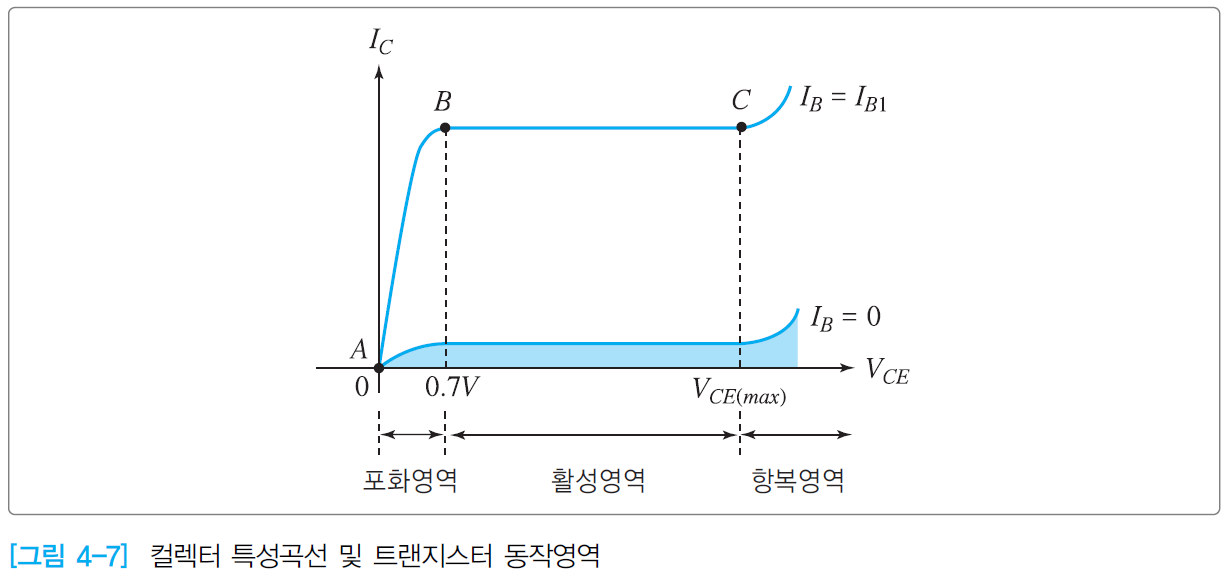 I_C
B
C
I_B = I_B1
I_B = 0
A
0
0.7V
V_CE(max)
V_CE
포화영역
활성영역
항복영역
[그림 4-7] 컬렉터 특성곡선 및 트랜지스터 동작영역